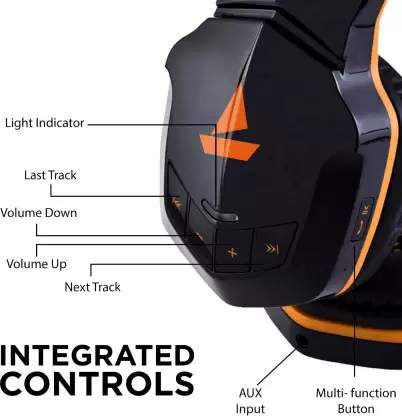 Light Indicator
Last Track
Volume Down
Volume Up
Next Track
INTEGRATED
CONTROLS
AUX
Input
Multi- function
Button